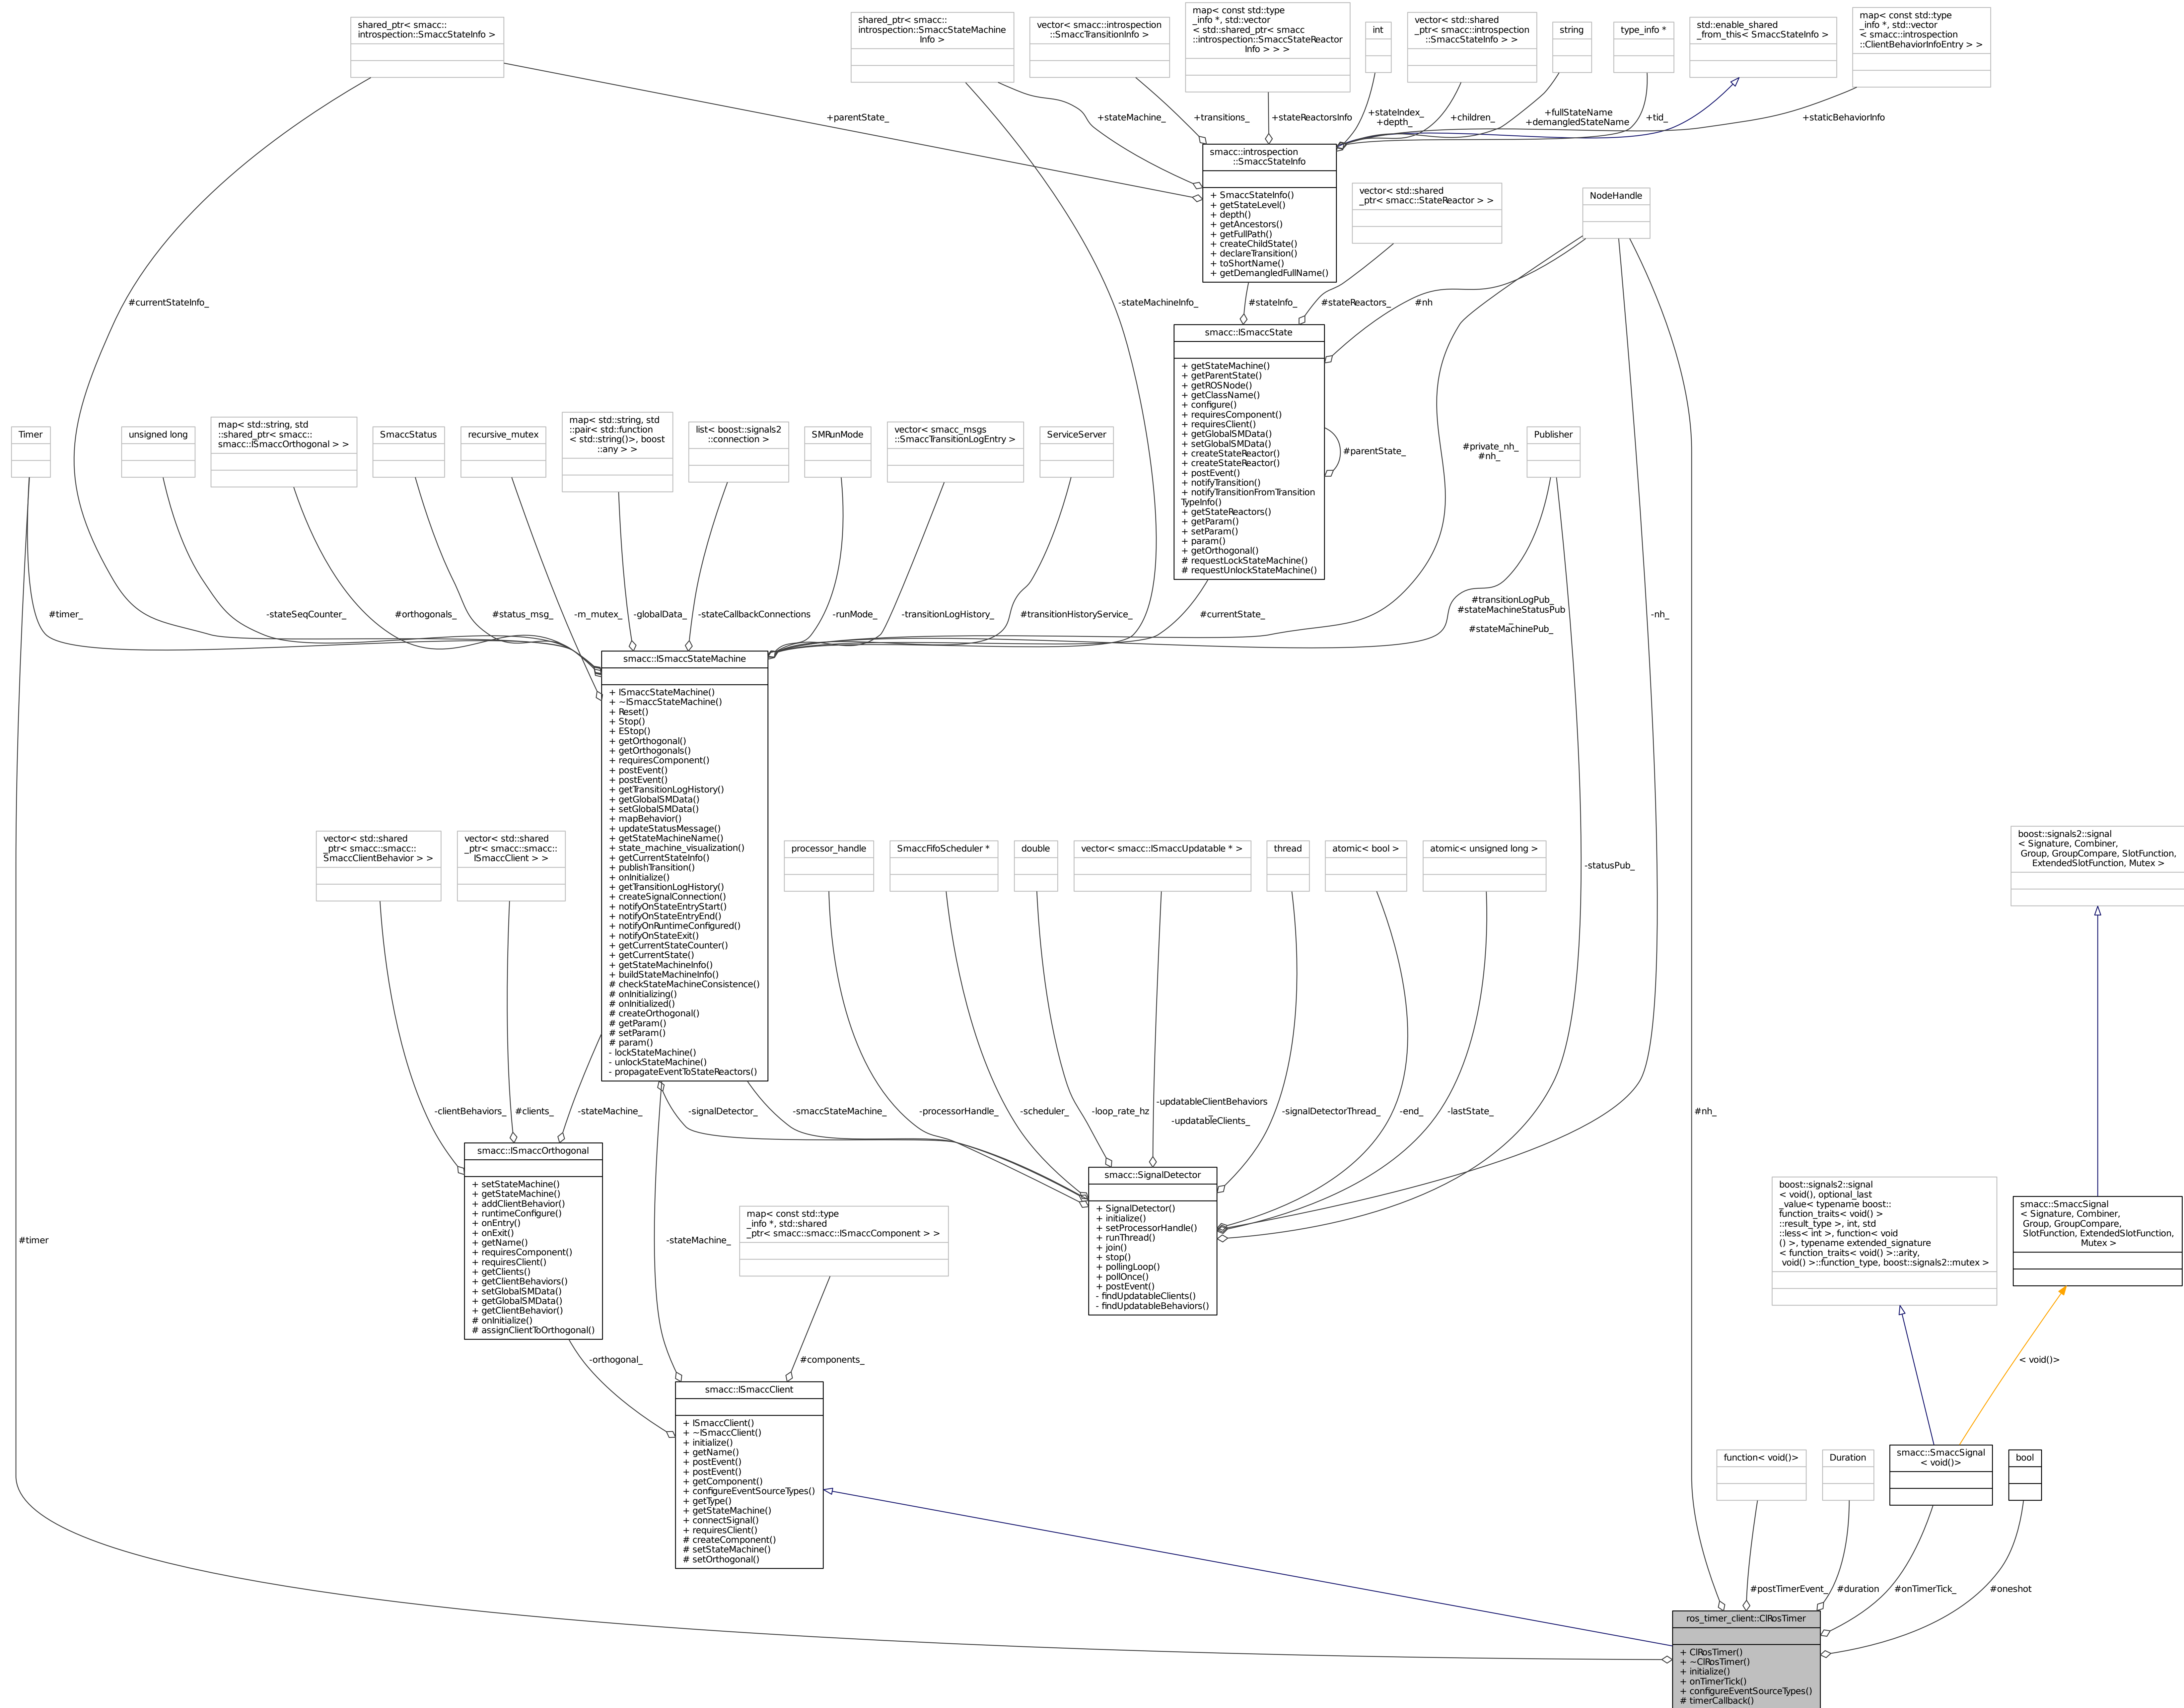 shared_ptr< smacc::
introspection::SmaccStateInfo >
shared_ptr< smacc::
introspection::SmaccStateMachine
Info >
vector< smacc::introspection
::SmaccTransitionInfo >
map< const std::type
_info *, std::vector
< std::shared_ptr< smacc
::introspection::SmaccStateReactor
Info > > >
int
vector< std::shared
_ptr< smacc::introspection
::SmaccStateInfo > >
string
type_info *
std::enable_shared
_from_this< SmaccStateInfo >
map< const std::type
_info *, std::vector
< smacc::introspection
::ClientBehaviorInfoEntry > >
+parentState_
+stateMachine_
+transitions_
+stateReactorsInfo
+stateIndex_
+depth_
+children_
+fullStateName
+demangledStateName
+tid_
+staticBehaviorInfo
smacc::introspection
::SmaccStateInfo
+ SmaccStateInfo()
+ getStateLevel()
+ depth()
+ getAncestors()
+ getFullPath()
+ createChildState()
+ declareTransition()
+ toShortName()
+ getDemangledFullName()
vector< std::shared
_ptr< smacc::StateReactor > >
NodeHandle
#currentStateInfo_
-stateMachineInfo_
#stateInfo_
#stateReactors_
#nh
smacc::ISmaccState
+ getStateMachine()
+ getParentState()
+ getROSNode()
+ getClassName()
+ configure()
+ requiresComponent()
+ requiresClient()
+ getGlobalSMData()
+ setGlobalSMData()
+ createStateReactor()
+ createStateReactor()
+ postEvent()
+ notifyTransition()
+ notifyTransitionFromTransition
TypeInfo()
+ getStateReactors()
+ getParam()
+ setParam()
+ param()
+ getOrthogonal()
# requestLockStateMachine()
# requestUnlockStateMachine()
#parentState_
#private_nh_
#nh_
Timer
unsigned long
map< std::string, std
::shared_ptr< smacc::
smacc::ISmaccOrthogonal > >
SmaccStatus
recursive_mutex
map< std::string, std
::pair< std::function
< std::string()>, boost
::any > >
list< boost::signals2
::connection >
SMRunMode
vector< smacc_msgs
::SmaccTransitionLogEntry >
ServiceServer
Publisher
#timer_
-stateSeqCounter_
#orthogonals_
#status_msg_
-m_mutex_
-globalData_
-stateCallbackConnections
-runMode_
-transitionLogHistory_
#transitionHistoryService_
#currentState_
#transitionLogPub_
#stateMachineStatusPub
_
#stateMachinePub_
-nh_
smacc::ISmaccStateMachine
+ ISmaccStateMachine()
+ ~ISmaccStateMachine()
+ Reset()
+ Stop()
+ EStop()
+ getOrthogonal()
+ getOrthogonals()
+ requiresComponent()
+ postEvent()
+ postEvent()
+ getTransitionLogHistory()
+ getGlobalSMData()
+ setGlobalSMData()
+ mapBehavior()
+ updateStatusMessage()
+ getStateMachineName()
+ state_machine_visualization()
+ getCurrentStateInfo()
+ publishTransition()
+ onInitialize()
+ getTransitionLogHistory()
+ createSignalConnection()
+ notifyOnStateEntryStart()
+ notifyOnStateEntryEnd()
+ notifyOnRuntimeConfigured()
+ notifyOnStateExit()
+ getCurrentStateCounter()
+ getCurrentState()
+ getStateMachineInfo()
+ buildStateMachineInfo()
# checkStateMachineConsistence()
# onInitializing()
# onInitialized()
# createOrthogonal()
# getParam()
# setParam()
# param()
- lockStateMachine()
- unlockStateMachine()
- propagateEventToStateReactors()
vector< std::shared
_ptr< smacc::smacc::
SmaccClientBehavior > >
vector< std::shared
_ptr< smacc::smacc::
ISmaccClient > >
processor_handle
SmaccFifoScheduler *
double
vector< smacc::ISmaccUpdatable * >
thread
atomic< bool >
atomic< unsigned long >
-statusPub_
boost::signals2::signal
< Signature, Combiner,
Group, GroupCompare, SlotFunction,
ExtendedSlotFunction, Mutex >
-clientBehaviors_
#clients_
-stateMachine_
-signalDetector_
-smaccStateMachine_
-processorHandle_
-scheduler_
-loop_rate_hz
-updatableClientBehaviors
_
-updatableClients_
-signalDetectorThread_
-end_
-lastState_
#nh_
smacc::ISmaccOrthogonal
+ setStateMachine()
+ getStateMachine()
+ addClientBehavior()
+ runtimeConfigure()
+ onEntry()
+ onExit()
+ getName()
+ requiresComponent()
+ requiresClient()
+ getClients()
+ getClientBehaviors()
+ setGlobalSMData()
+ getGlobalSMData()
+ getClientBehavior()
# onInitialize()
# assignClientToOrthogonal()
smacc::SignalDetector
+ SignalDetector()
+ initialize()
+ setProcessorHandle()
+ runThread()
+ join()
+ stop()
+ pollingLoop()
+ pollOnce()
+ postEvent()
- findUpdatableClients()
- findUpdatableBehaviors()
map< const std::type
_info *, std::shared
_ptr< smacc::smacc::ISmaccComponent > >
boost::signals2::signal
< void(), optional_last
_value< typename boost::
function_traits< void() >
::result_type >, int, std
::less< int >, function< void
() >, typename extended_signature
< function_traits< void() >::arity,
void() >::function_type, boost::signals2::mutex >
smacc::SmaccSignal
< Signature, Combiner,
Group, GroupCompare,
SlotFunction, ExtendedSlotFunction,
Mutex >
#timer
-stateMachine_
-orthogonal_
#components_
< void()>
smacc::ISmaccClient
+ ISmaccClient()
+ ~ISmaccClient()
+ initialize()
+ getName()
+ postEvent()
+ postEvent()
+ getComponent()
+ configureEventSourceTypes()
+ getType()
+ getStateMachine()
+ connectSignal()
+ requiresClient()
# createComponent()
# setStateMachine()
# setOrthogonal()
function< void()>
Duration
smacc::SmaccSignal
< void()>
bool
#postTimerEvent_
#duration
#onTimerTick_
#oneshot
ros_timer_client::ClRosTimer
+ ClRosTimer()
+ ~ClRosTimer()
+ initialize()
+ onTimerTick()
+ configureEventSourceTypes()
# timerCallback()